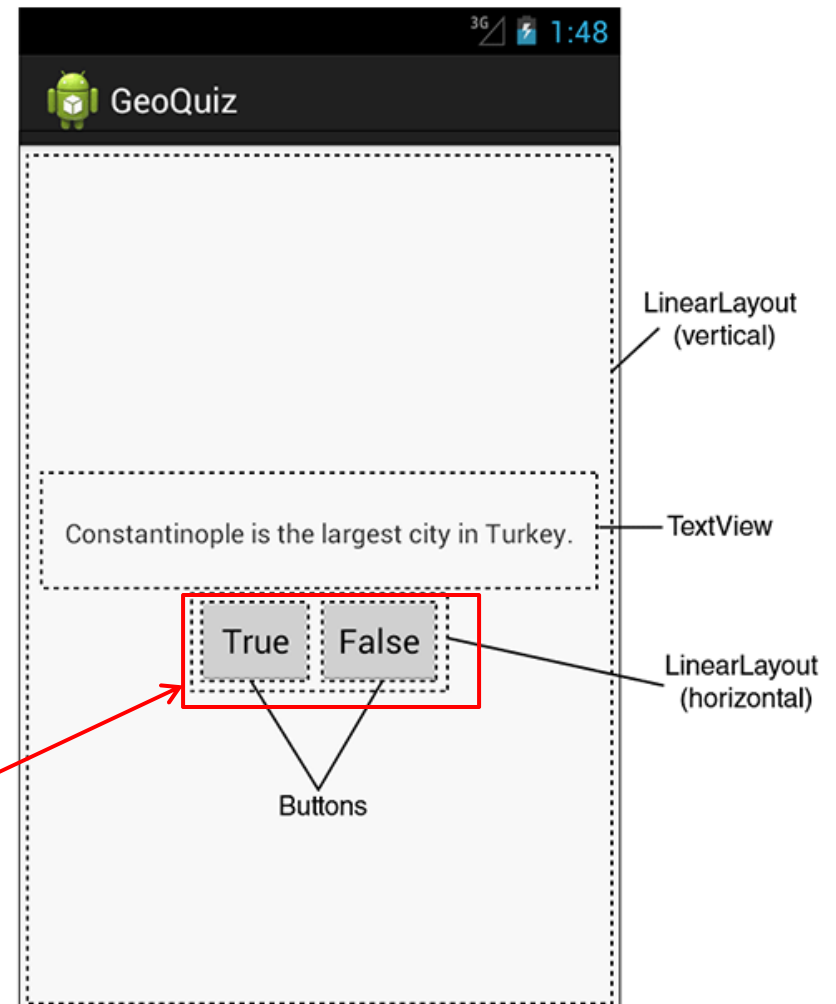 3G 1:48
GeoQuiz
LinearLayout
(vertical)
Constantinople is the largest city in Turkey.
TextView
True False
LinearLayout
(horizontal)
Buttons